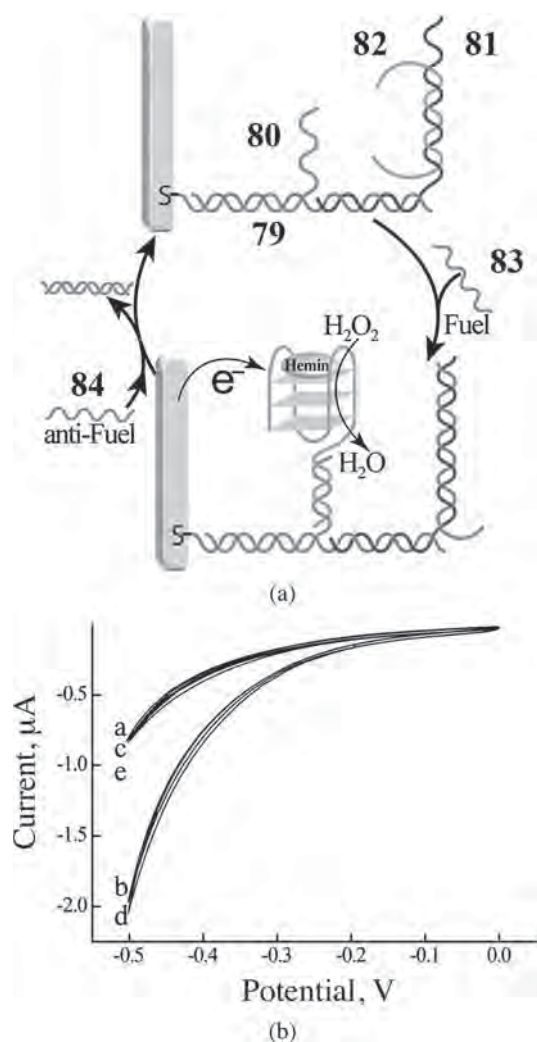 (a)
82
81
80
S
79
83
Fuel
H2O2
Hemin
84
e-
anti-Fuel
H2O
S
(a)
Current, μA
-0.5
-1.0
-1.5
-2.0
a
c
e
b
d
-0.5
-0.4
-0.3
-0.2
-0.1
0.0
Potential, V
(b)